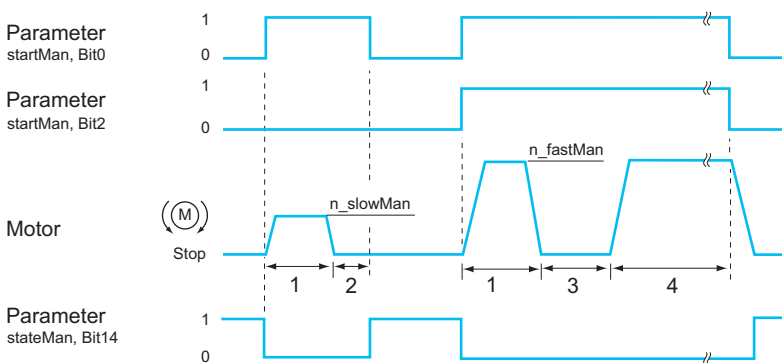 Parameter
startMan, Bit0
1
0
Parameter
startMan, Bit2
1
0
n_fastMan
n_slowMan
Motor
M
Stop
1
2
1
3
4
Parameter
stateMan, Bit14
1
0